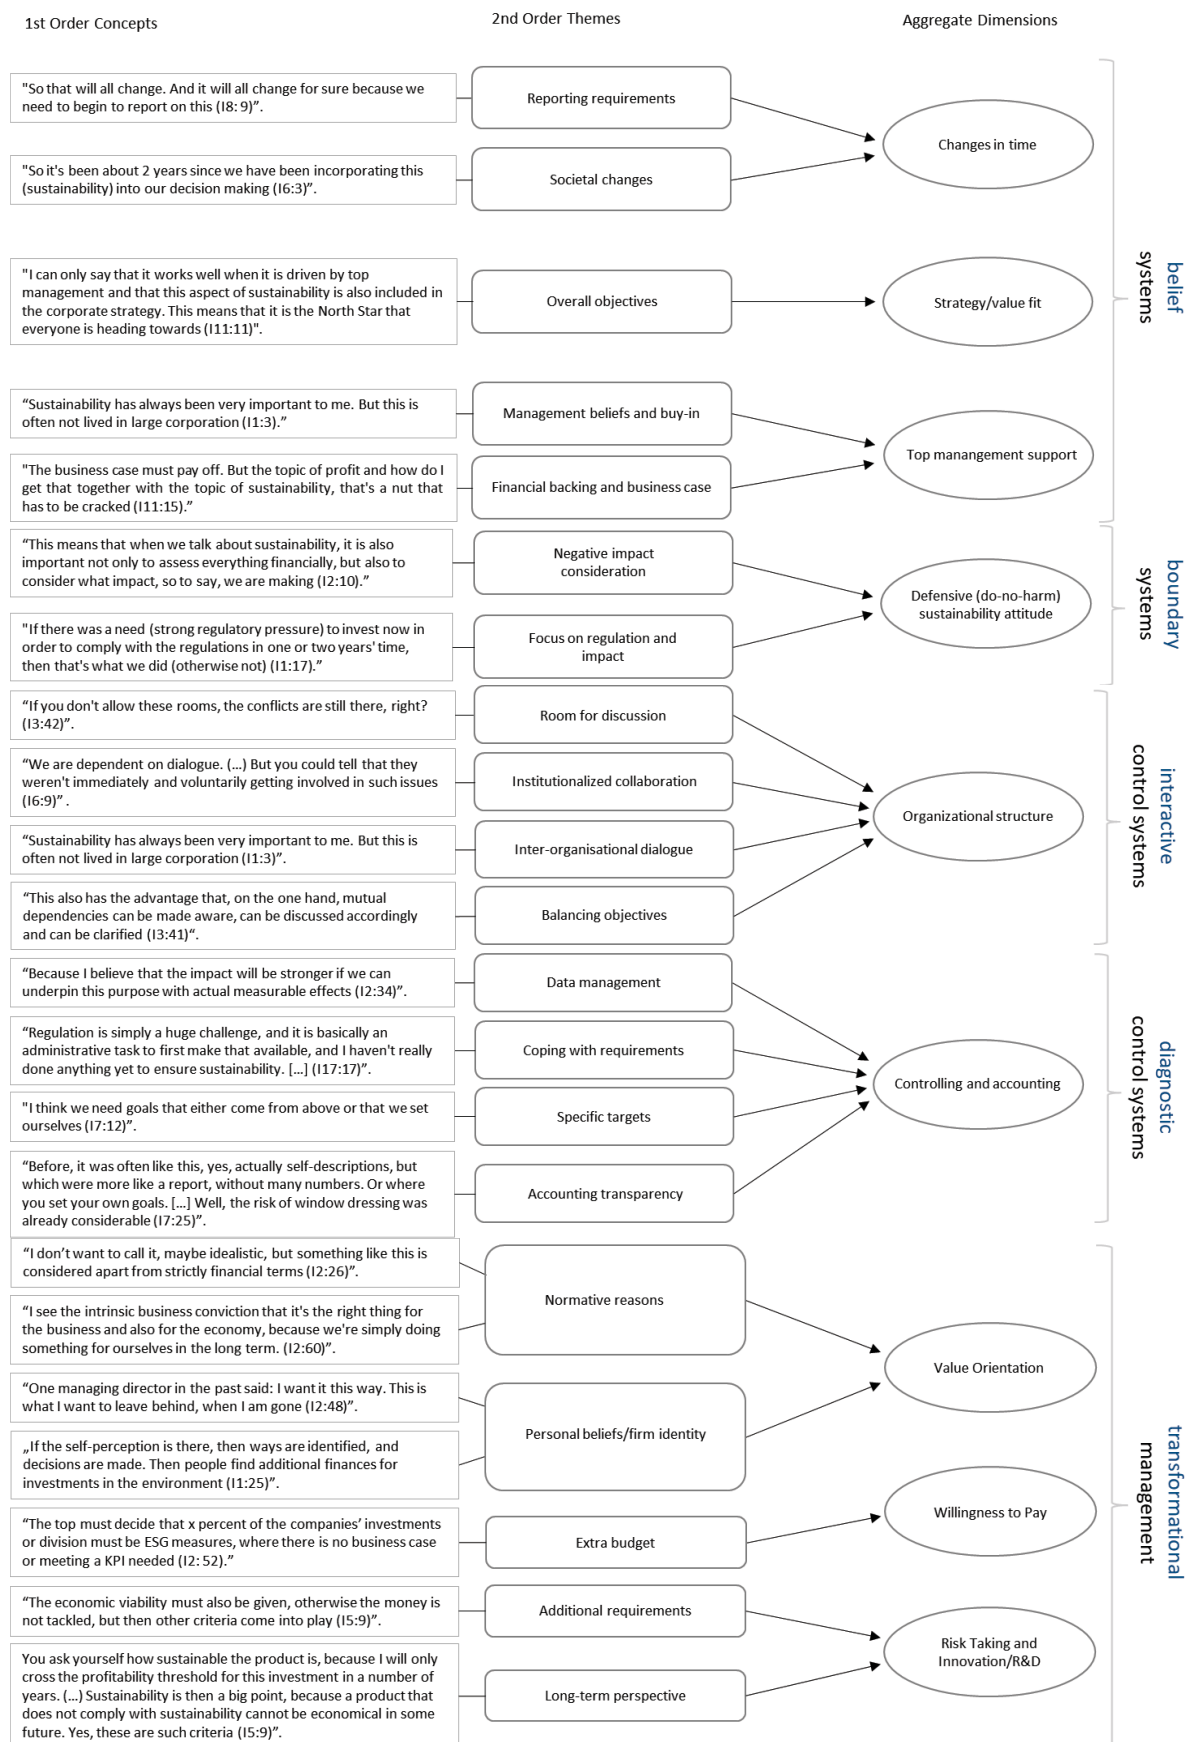 1st Order Concepts
2nd Order Themes
Aggregate Dimensions
"So that will all change. And it will all change for sure because we
need to begin to report on this (I8: 9)”.
Reporting requirements
Changes in time
"So it's been about 2 years since we have been incorporating this
(sustainability) into our decision making (I6:3)”.
Societal changes
"I can only say that it works well when it is driven by top
management and that this aspect of sustainability is also included in
the corporate strategy. This means that it is the North Star that
everyone is heading towards (I11:11)".
Overall objectives
Strategy/value fit
belief
systems
“Sustainability has always been very important to me. But this is
often not lived in large corporation (I1:3).”
Management beliefs and buy-in
Top manangement support
"The business case must pay off. But the topic of profit and how do I
get that together with the topic of sustainability, that's a nut that
has to be cracked (I11:15).”
Financial backing and business case
“This means that when we talk about sustainability, it is also
important not only to assess everything financially, but also to
consider what impact, so to say, we are making (I2:10).”
Negative impact
consideration
Defensive (do-no-harm)
sustainability attitude
boundary
systems
"If there was a need (strong regulatory pressure) to invest now in
order to comply with the regulations in one or two years' time,
then that's what we did (otherwise not) (I1:17).”
Focus on regulation and
impact
“If you don't allow these rooms, the conflicts are still there, right?
(I3:42)”.
Room for discussion
“We are dependent on dialogue. (...) But you could tell that they
weren't immediately and voluntarily getting involved in such issues
(I6:9)” .
Institutionalized collaboration
Organizational structure
interactive
control systems
“Sustainability has always been very important to me. But this is
often not lived in large corporation (I1:3)”.
Inter-organisational dialogue
“This also has the advantage that, on the one hand, mutual
dependencies can be made aware, can be discussed accordingly
and can be clarified (I3:41)“.
Balancing objectives
“Because I believe that the impact will be stronger if we can
underpin this purpose with actual measurable effects (I2:34)”.
Data management
“Regulation is simply a huge challenge, and it is basically an
administrative task to first make that available, and I haven't really
done anything yet to ensure sustainability. [...] (I17:17)”.
Coping with requirements
Controlling and accounting
diagnostic
control systems
"I think we need goals that either come from above or that we set
ourselves (I7:12)”.
Specific targets
“Before, it was often like this, yes, actually self-descriptions, but
which were more like a report, without many numbers. Or where
you set your own goals. [...] Well, the risk of window dressing was
already considerable (I7:25)”.
Accounting transparency
“I don’t want to call it, maybe idealistic, but something like this is
considered apart from strictly financial terms (I2:26)”.
Normative reasons
“I see the intrinsic business conviction that it's the right thing for
the business and also for the economy, because we're simply doing
something for ourselves in the long term. (I2:60)”.
Value Orientation
“One managing director in the past said: I want it this way. This is
what I want to leave behind, when I am gone (I2:48)”.
Personal beliefs/firm identity
„If the self-perception is there, then ways are identified, and
decisions are made. Then people find additional finances for
investments in the environment (I1:25)”.
transformational
management
“The top must decide that x percent of the companies’ investments
or division must be ESG measures, where there is no business case
or meeting a KPI needed (I2: 52).”
Extra budget
Willingness to Pay
“The economic viability must also be given, otherwise the money is
not tackled, but then other criteria come into play (I5:9)”.
Additional requirements
Risk Taking and
Innovation/R&D
You ask yourself how sustainable the product is, because I will only
cross the profitability threshold for this investment in a number of
years. (...) Sustainability is then a big point, because a product that
does not comply with sustainability cannot be economical in some
future. Yes, these are such criteria (I5:9)”.
Long-term perspective